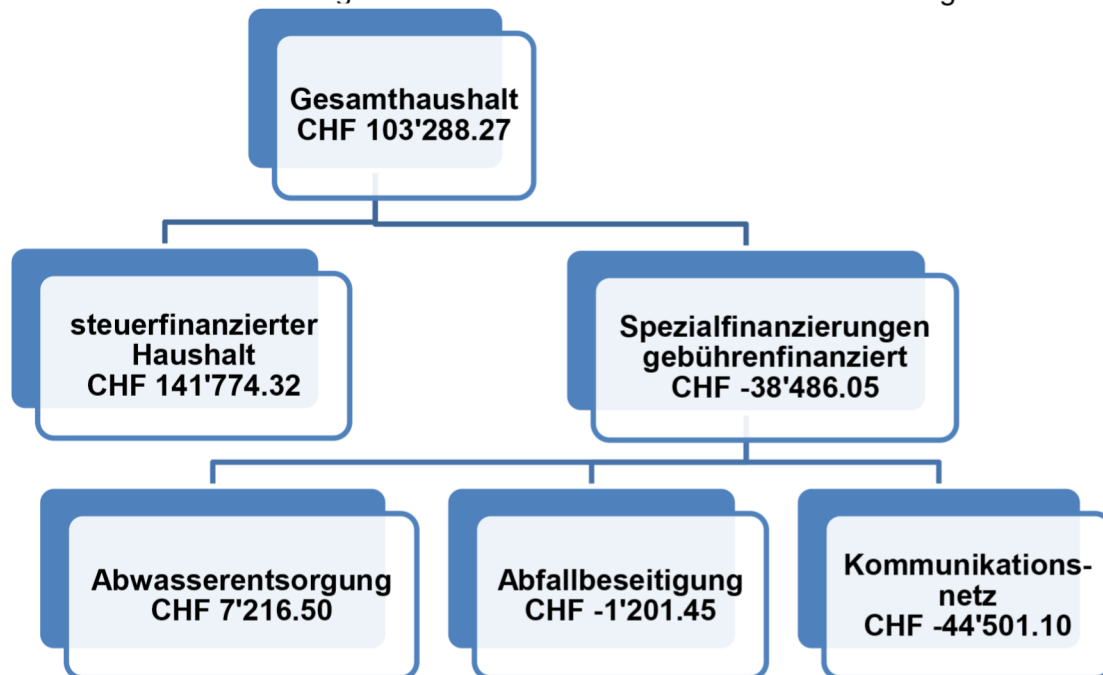 Gesamthaushalt
CHF 103'288.27
steuerfinanzierter
Haushalt
CHF 141'774.32
Spezialfinanzierungen
gebührenfinanziert
CHF -38'486.05
Abwasserentsorgung
CHF 7'216.50
Abfallbeseitigung
CHF -1'201.45
Kommunikations-
netz
CHF -44'501.10